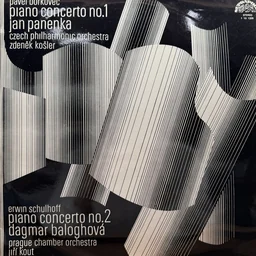 pavel bořkovec
piano concerto no.1
jan panenka
czech philharmonic orchestra
zdeněk košler
erwin schulhoff
piano concerto no.2
dagmar baloghová
prague chamber orchestra
jiří kout